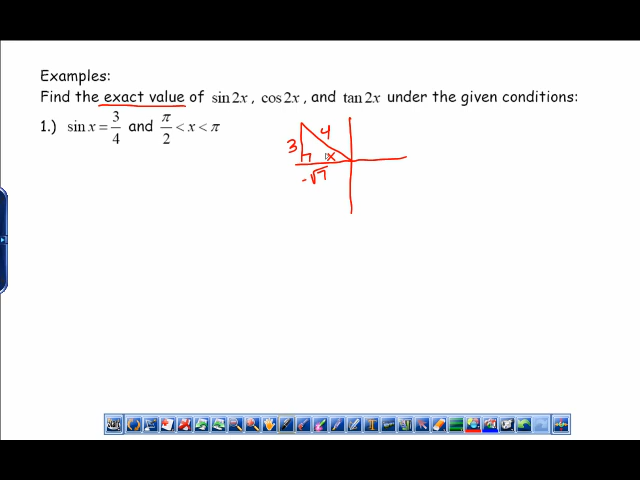 Examples:
Find the exact value of sin 2x, cos 2x, and tan 2x under the given conditions:
1.) sin x = 3/4 and π/2 < x < π
4
3
x
-√7